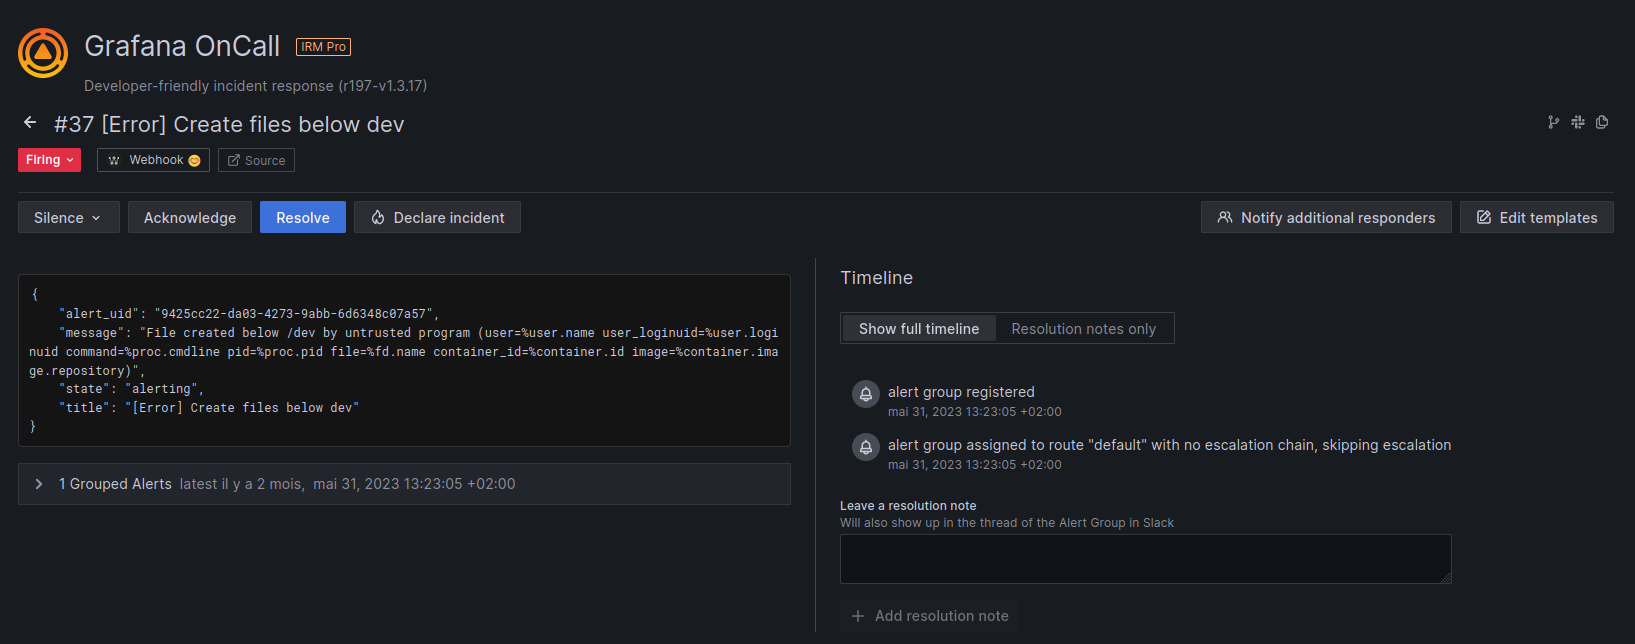 Grafana OnCall IRM Pro
Developer-friendly incident response (r197-v1.3.17)
#37 [Error] Create files below dev
Firing Webhook Source
Silence Acknowledge Resolve Declare incident Notify additional responders Edit templates
{
"alert_uid": "9425cc22-da03-4273-9abb-6d6348c07a57",
"message": "File created below /dev by untrusted program (user=%user.name user_loginuid=%user.logi
nuid command=%proc.cmdline pid=%proc.pid file=%fd.name container_id=%container.id image=%container.ima
ge.repository)",
"state": "alerting",
"title": "[Error] Create files below dev"
}
1 Grouped Alerts latest il y a 2 mois, mai 31, 2023 13:23:05 +02:00
Timeline
Show full timeline Resolution notes only
alert group registered
mai 31, 2023 13:23:05 +02:00
alert group assigned to route "default" with no escalation chain, skipping escalation
mai 31, 2023 13:23:05 +02:00
Leave a resolution note
Will also show up in the thread of the Alert Group in Slack
+ Add resolution note